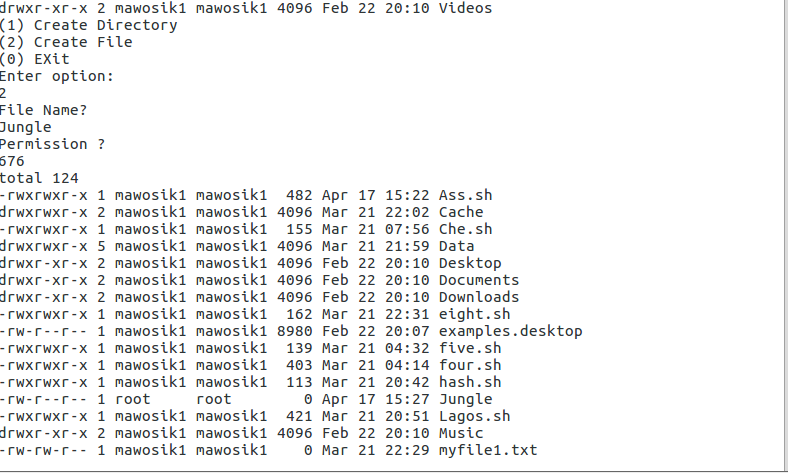 drwxr-xr-x 2 mawosik1 mawosik1 4096 Feb 22 20:10 Videos
(1) Create Directory
(2) Create File
(0) EXit
Enter option:
2
File Name?
Jungle
Permission ?
676
total 124
-rwxrwxr-x 1 mawosik1 mawosik1  482 Apr 17 15:22 Ass.sh
drwxrwxr-x 2 mawosik1 mawosik1 4096 Mar 21 22:02 Cache
-rwxrwxr-x 1 mawosik1 mawosik1  155 Mar 21 07:56 Che.sh
drwxrwxr-x 5 mawosik1 mawosik1 4096 Mar 21 21:59 Data
drwxr-xr-x 2 mawosik1 mawosik1 4096 Feb 22 20:10 Desktop
drwxr-xr-x 2 mawosik1 mawosik1 4096 Feb 22 20:10 Documents
drwxr-xr-x 2 mawosik1 mawosik1 4096 Feb 22 20:10 Downloads
-rwxrwxr-x 1 mawosik1 mawosik1  162 Mar 21 22:31 eight.sh
-rw-r--r-- 1 mawosik1 mawosik1 8980 Feb 22 20:07 examples.desktop
-rwxrwxr-x 1 mawosik1 mawosik1  139 Mar 21 04:32 five.sh
-rwxrwxr-x 1 mawosik1 mawosik1  403 Mar 21 04:14 four.sh
-rwxrwxr-x 1 mawosik1 mawosik1  113 Mar 21 20:42 hash.sh
-rw-r--r-- 1 root     root        0 Apr 17 15:27 Jungle
-rwxrwxr-x 1 mawosik1 mawosik1  421 Mar 21 20:51 Lagos.sh
drwxr-xr-x 2 mawosik1 mawosik1 4096 Feb 22 20:10 Music
-rw-rw-r-- 1 mawosik1 mawosik1    0 Mar 21 22:29 myfile1.txt